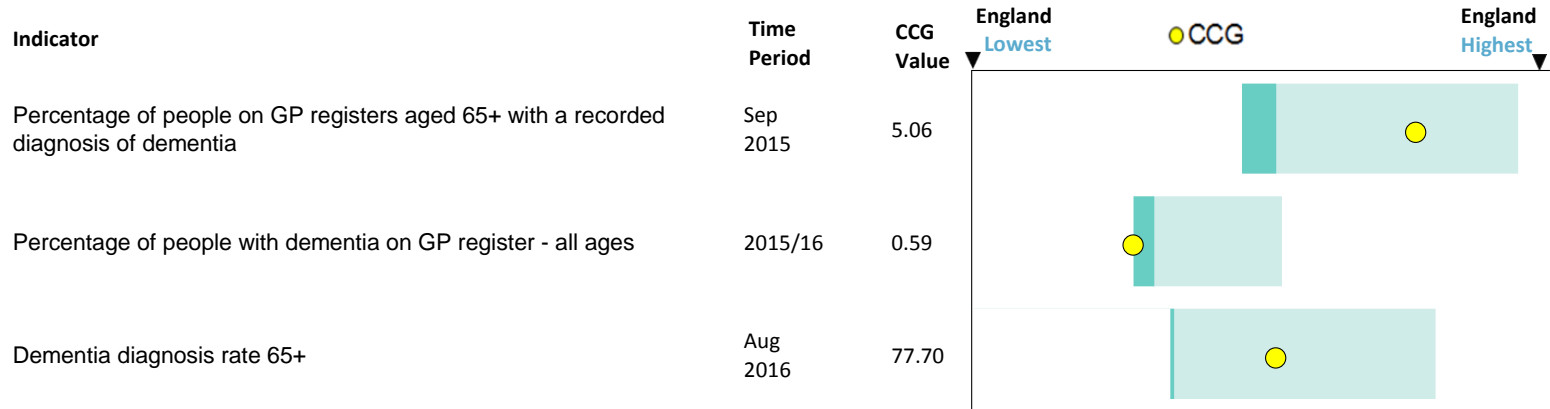 Indicator
Time
Period
CCG
Value
England
Lowest
CCG
England
Highest
Percentage of people on GP registers aged 65+ with a recorded
diagnosis of dementia
Sep
2015
5.06
Percentage of people with dementia on GP register - all ages
2015/16
0.59
Dementia diagnosis rate 65+
Aug
2016
77.70